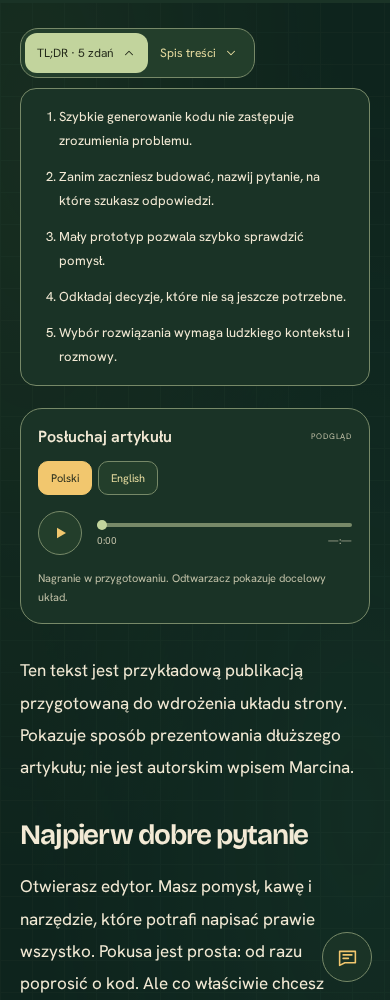 TL;DR · 5 zdań
Spis treści
1. Szybkie generowanie kodu nie zastępuje
zrozumienia problemu.
2. Zanim zaczniesz budować, nazwij pytanie, na
które szukasz odpowiedzi.
3. Mały prototyp pozwala szybko sprawdzić
pomysł.
4. Odkładaj decyzje, które nie są jeszcze potrzebne.
5. Wybór rozwiązania wymaga ludzkiego kontekstu i
rozmowy.
Posłuchaj artykułu
PODGLĄD
Polski
English
0:00
—:—
Nagranie w przygotowaniu. Odtwarzacz pokazuje docelowy
układ.
Ten tekst jest przykładową publikacją
przygotowaną do wdrożenia układu strony.
Pokazuje sposób prezentowania dłuższego
artykułu; nie jest autorskim wpisem Marcina.
Najpierw dobre pytanie
Otwierasz edytor. Masz pomysł, kawę i
narzędzie, które potrafi napisać prawie
wszystko. Pokusa jest prosta: od razu
poprosić o kod. Ale co właściwie chcesz